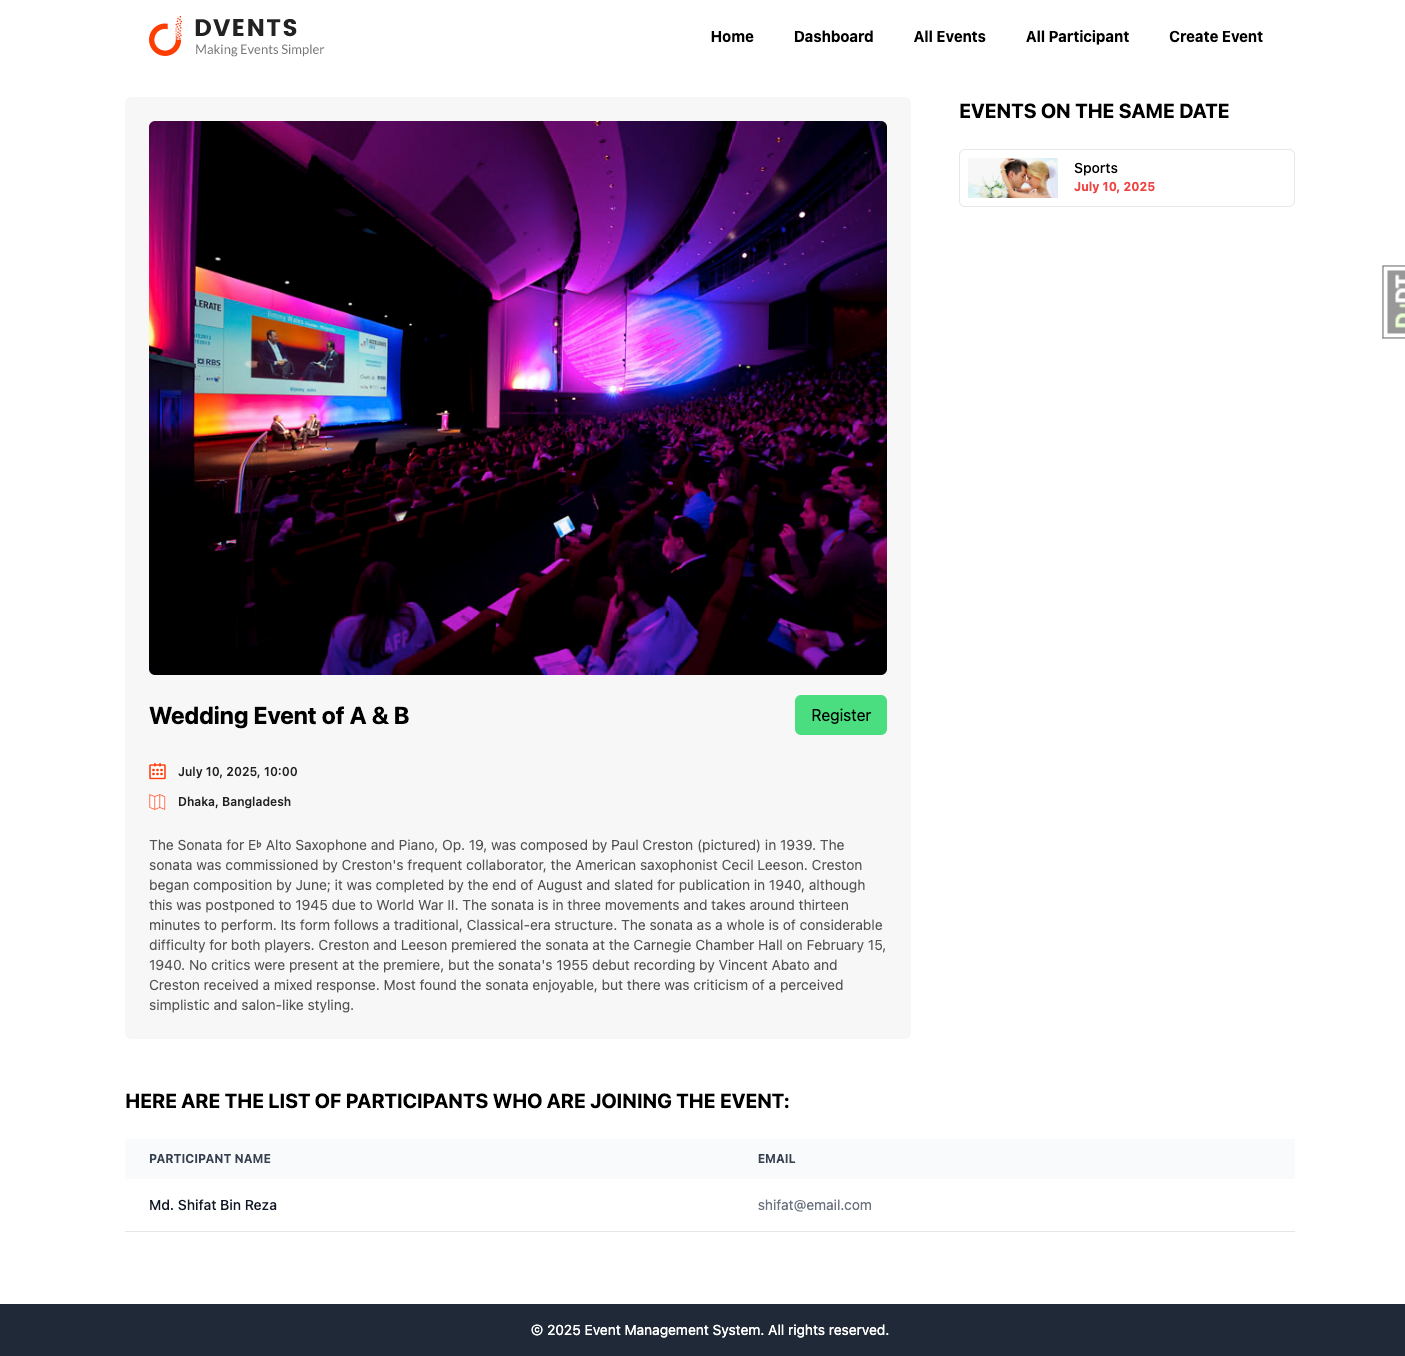 DVENTS
Making Events Simpler
Home
Dashboard
All Events
All Participant
Create Event
EVENTS ON THE SAME DATE
Sports
July 10, 2025
LERATE
RBS
AFF
Wedding Event of A & B
Register
July 10, 2025, 10:00
Dhaka, Bangladesh
The Sonata for E♭ Alto Saxophone and Piano, Op. 19, was composed by Paul Creston (pictured) in 1939. The
sonata was commissioned by Creston's frequent collaborator, the American saxophonist Cecil Leeson. Creston
began composition by June; it was completed by the end of August and slated for publication in 1940, although
this was postponed to 1945 due to World War II. The sonata is in three movements and takes around thirteen
minutes to perform. Its form follows a traditional, Classical-era structure. The sonata as a whole is of considerable
difficulty for both players. Creston and Leeson premiered the sonata at the Carnegie Chamber Hall on February 15,
1940. No critics were present at the premiere, but the sonata's 1955 debut recording by Vincent Abato and
Creston received a mixed response. Most found the sonata enjoyable, but there was criticism of a perceived
simplistic and salon-like styling.
HERE ARE THE LIST OF PARTICIPANTS WHO ARE JOINING THE EVENT:
PARTICIPANT NAME
EMAIL
Md. Shifat Bin Reza
shifat@email.com
© 2025 Event Management System. All rights reserved.